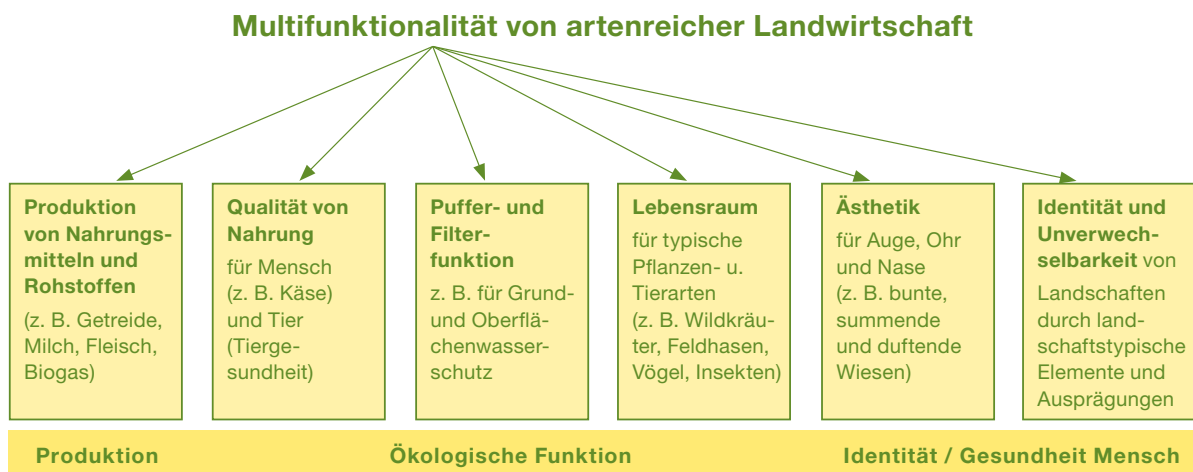 Multifunktionalität von artenreicher Landwirtschaft
Produktion
von Nahrungs-
mitteln und
Rohstoffen
(z. B. Getreide,
Milch, Fleisch,
Biogas)
Qualität von
Nahrung
für Mensch
(z. B. Käse)
und Tier
(Tierge-
sundheit)
Puffer- und
Filter-
funktion
z. B. für Grund-
und Oberflä-
chenwasser-
schutz
Lebensraum
für typische
Pflanzen- u.
Tierarten
(z. B. Wildkräu-
ter, Feldhasen,
Vögel, Insekten)
Ästhetik
für Auge, Ohr
und Nase
(z. B. bunte,
summende
und duftende
Wiesen)
Identität und
Unverwech-
selbarkeit von
Landschaften
durch land-
schaftstypische
Elemente und
Ausprägungen
Produktion
Ökologische Funktion
Identität / Gesundheit Mensch